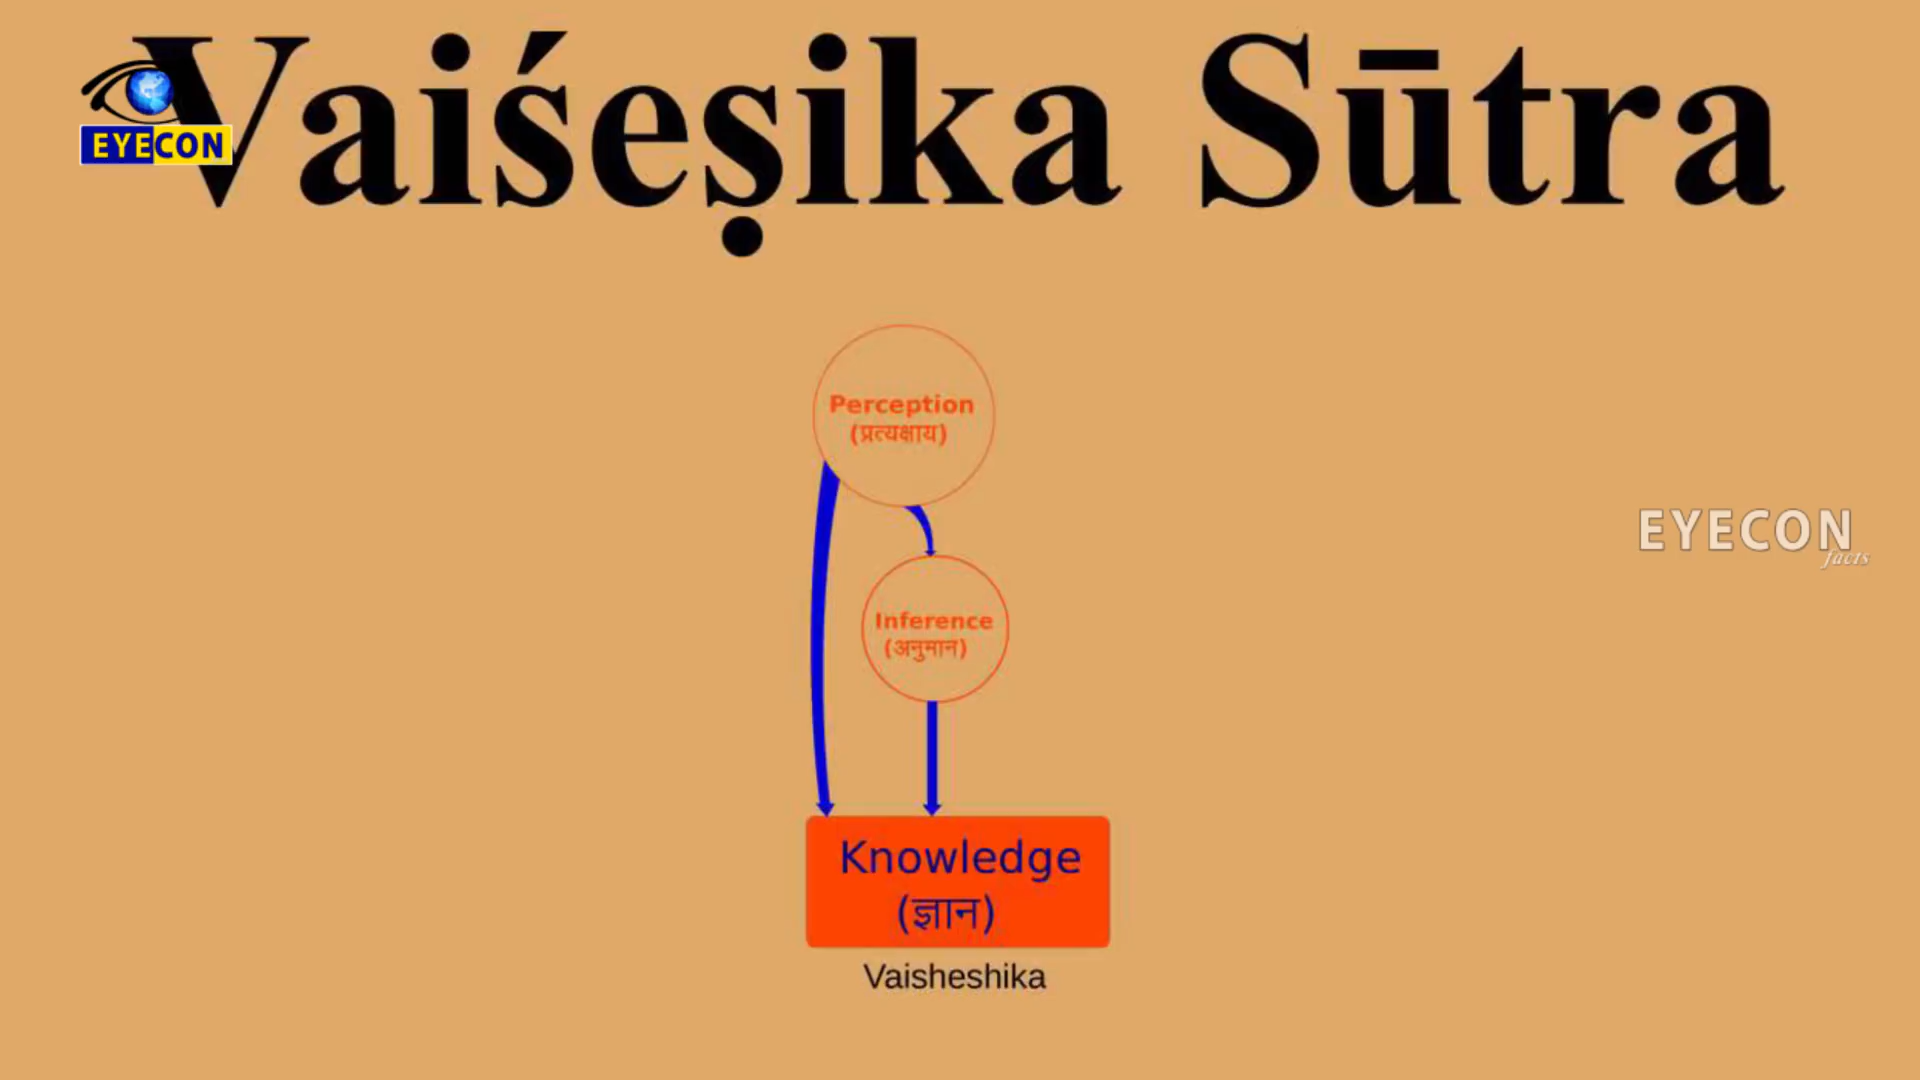 Vaiśeṣika Sūtra
EYECON
Perception
(प्रत्यक्षाय)
EYECON
facts
Inference
(अनुमान)
Knowledge
(ज्ञान)
Vaisheshika